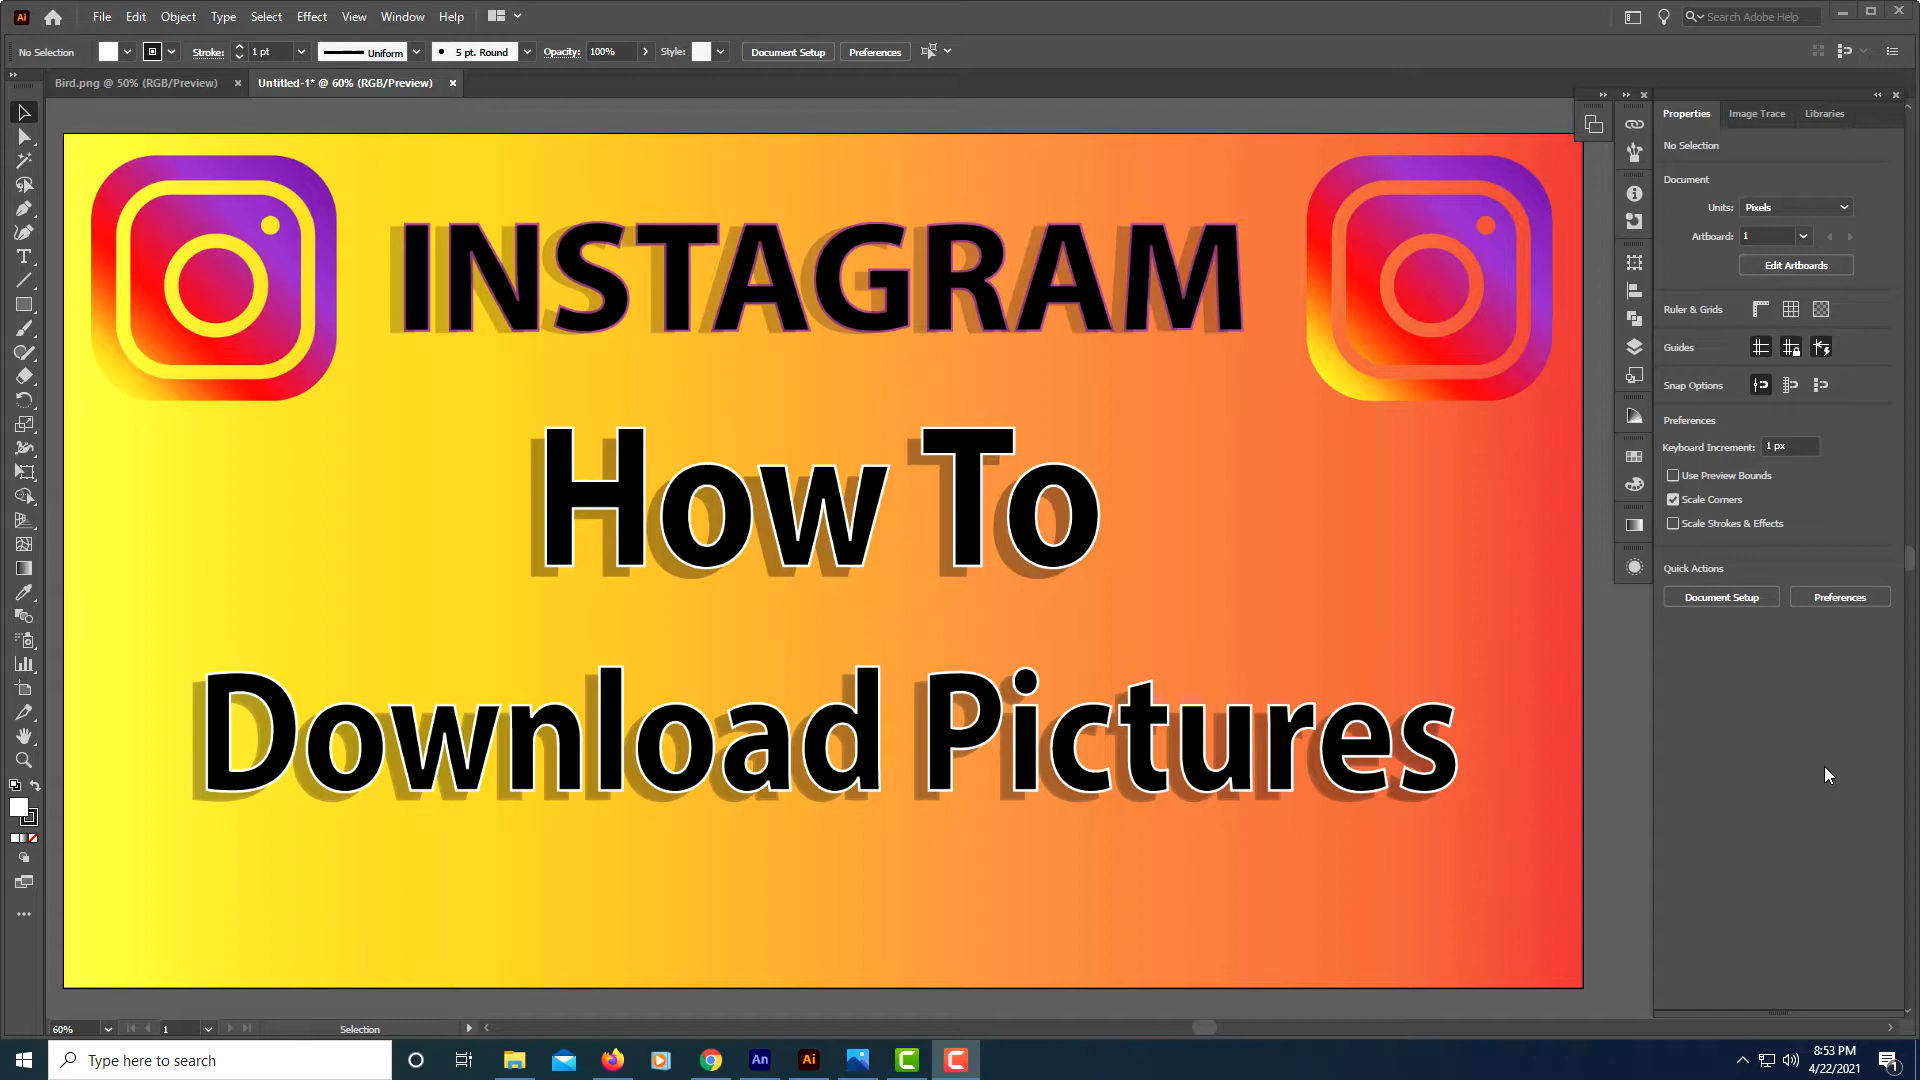 Ai File Edit Object Type Select Effect View Window Help Search Adobe Help
No Selection Stroke: 1 pt Uniform 5 pt. Round Opacity: 100% Style: Document Setup Preferences
Bird.png @ 50% (RGB/Preview) Untitled-1* @ 60% (RGB/Preview)
Properties Image Trace Libraries
No Selection
Document
Units: Pixels
Artboard: 1
Edit Artboards
Ruler & Grids
Guides
Snap Options
Preferences
Keyboard Increment: 1 px
Use Preview Bounds
Scale Corners
Scale Strokes & Effects
Quick Actions
Document Setup Preferences
INSTAGRAM
How To
Download Pictures
60% 1 Selection
Type here to search An Ai 8:53 PM
4/22/2021 1